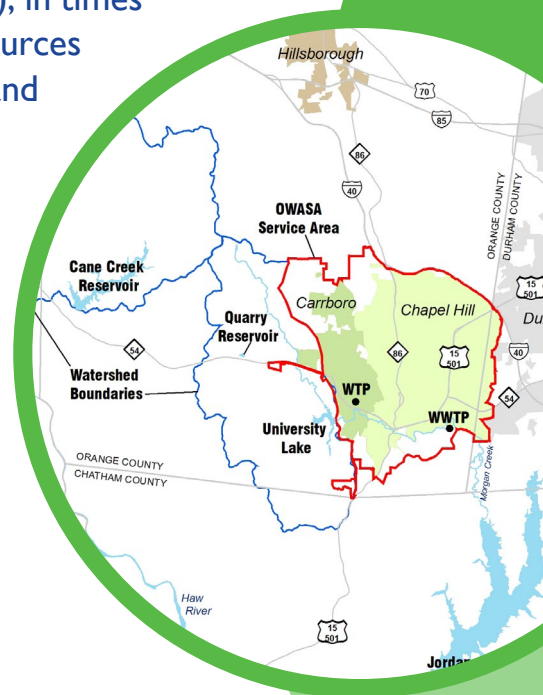 ), in times
urces
and
Hillsborough
70
85
86
40
OWASA
Service Area
ORANGE COUNTY
DURHAM COUNTY
Cane Creek
Reservoir
15
501
Carrboro
Chapel Hill
Du
Quarry
Reservoir
54
86
15
501
40
Watershed
Boundaries
WTP
54
WWTP
University
Lake
ORANGE COUNTY
CHATHAM COUNTY
Morgan Creek
Haw
River
15
501
Jorda